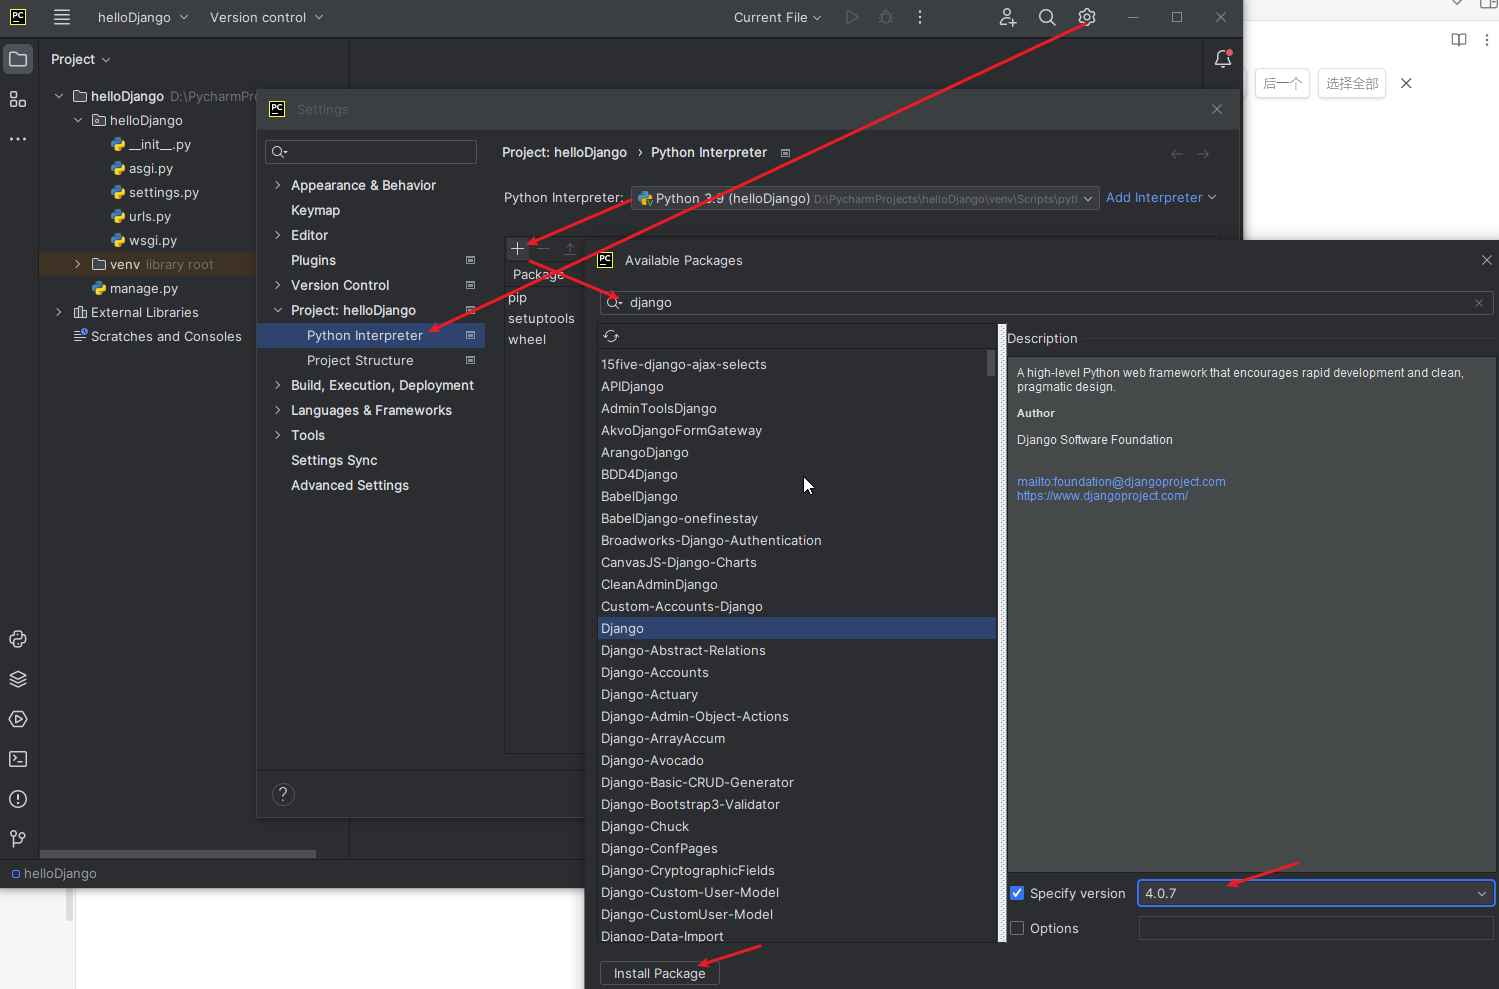 PC
helloDjango
Version control
Current File
Project
helloDjango D:\PycharmPro
helloDjango
__init__.py
asgi.py
settings.py
urls.py
wsgi.py
venv library root
manage.py
External Libraries
Scratches and Consoles
helloDjango
后一个
选择全部
PC
Settings
Appearance & Behavior
Keymap
Editor
Plugins
Version Control
Project: helloDjango
Python Interpreter
Project Structure
Build, Execution, Deployment
Languages & Frameworks
Tools
Settings Sync
Advanced Settings
?
Project: helloDjango › Python Interpreter
Python Interpreter:
Python 3.9 (helloDjango) D:\PycharmProjects\helloDjango\venv\Scripts\pytl
Add Interpreter
Package
pip
setuptools
wheel
PC
Available Packages
django
15five-django-ajax-selects
APIDjango
AdminToolsDjango
AkvoDjangoFormGateway
ArangoDjango
BDD4Django
BabelDjango
BabelDjango-onefinestay
Broadworks-Django-Authentication
CanvasJS-Django-Charts
CleanAdminDjango
Custom-Accounts-Django
Django
Django-Abstract-Relations
Django-Accounts
Django-Actuary
Django-Admin-Object-Actions
Django-ArrayAccum
Django-Avocado
Django-Basic-CRUD-Generator
Django-Bootstrap3-Validator
Django-Chuck
Django-ConfPages
Django-CryptographicFields
Django-Custom-User-Model
Django-CustomUser-Model
Django-Data-Import
Description
A high-level Python web framework that encourages rapid development and clean,
pragmatic design.
Author
Django Software Foundation
mailto:foundation@djangoproject.com
https://www.djangoproject.com/
Specify version
4.0.7
Options
Install Package